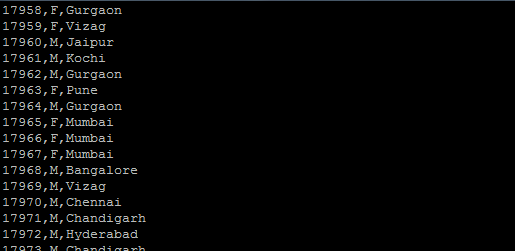 17958,F,Gurgaon
17959,F,Vizag
17960,M,Jaipur
17961,M,Kochi
17962,M,Gurgaon
17963,F,Pune
17964,M,Gurgaon
17965,F,Mumbai
17966,F,Mumbai
17967,F,Mumbai
17968,M,Bangalore
17969,M,Vizag
17970,M,Chennai
17971,M,Chandigarh
17972,M,Hyderabad
17973,M,Chandigarh